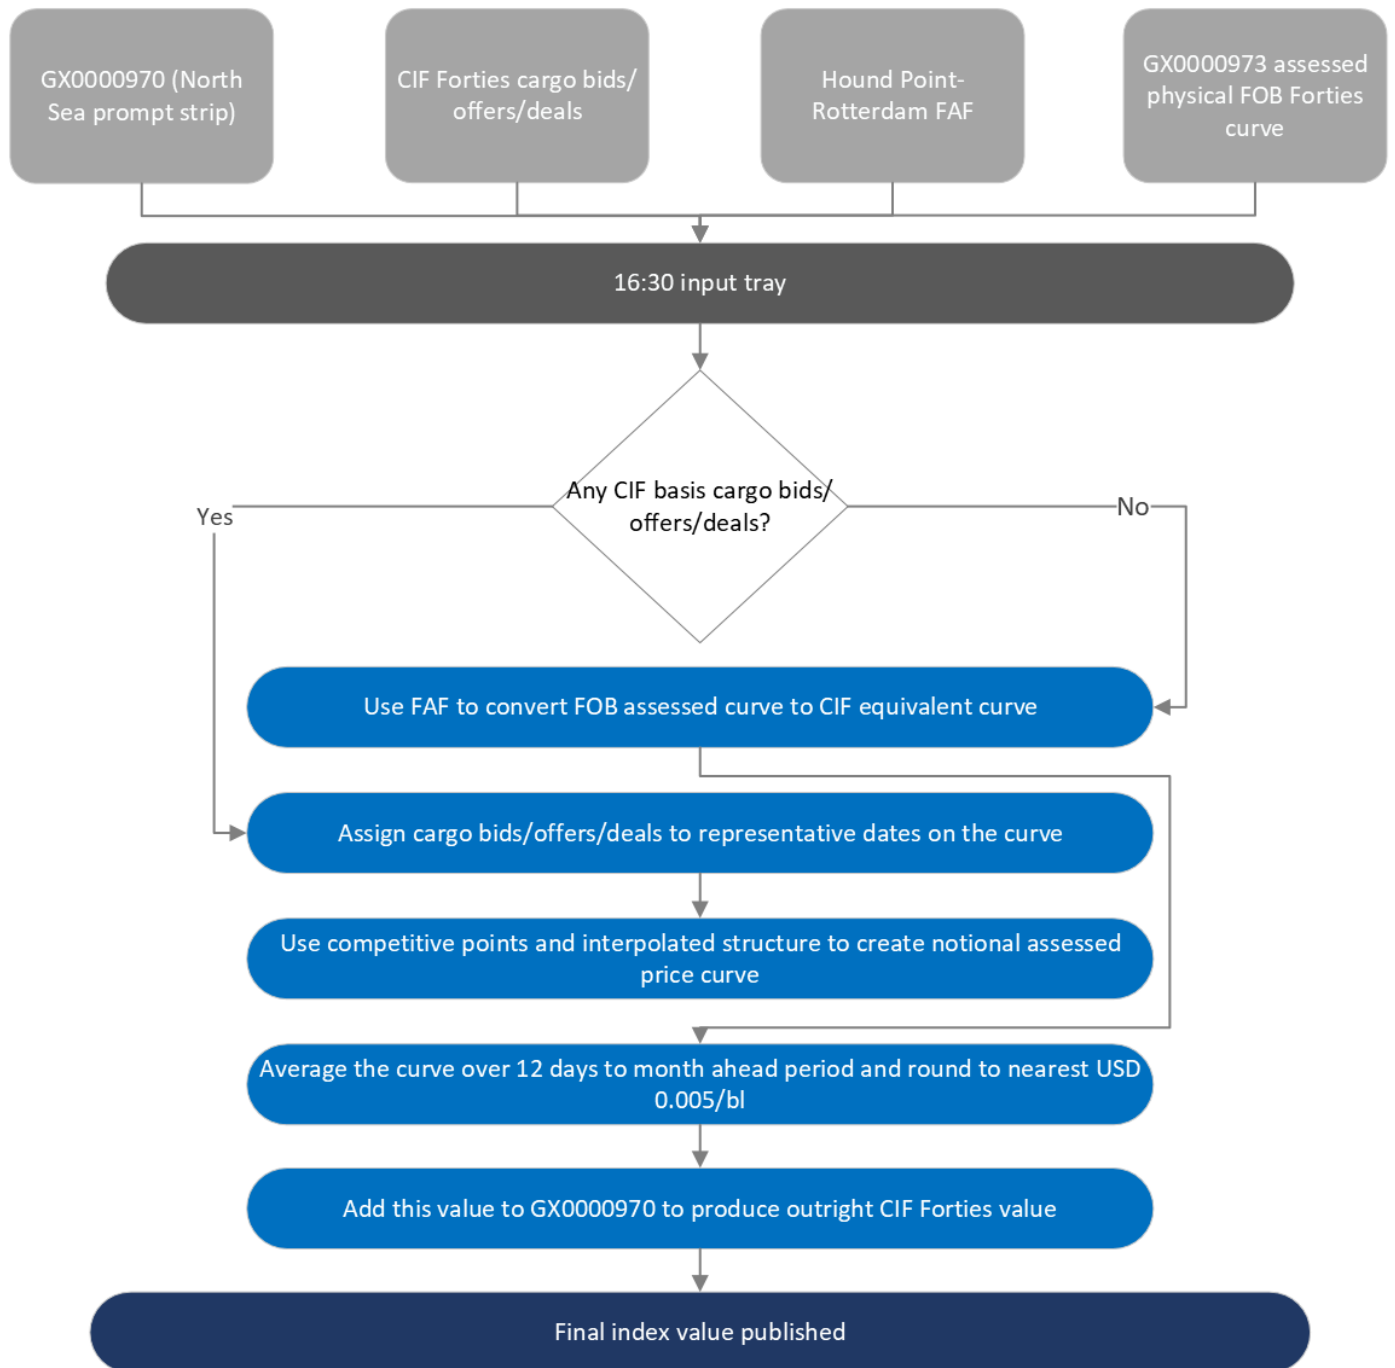 GX0000970 (North
Sea prompt strip)
CIF Forties cargo bids/
offers/deals
Hound Point-
Rotterdam FAF
GX0000973 assessed
physical FOB Forties
curve
16:30 input tray
Any CIF basis cargo bids/
offers/deals?
Yes
No
Use FAF to convert FOB assessed curve to CIF equivalent curve
Assign cargo bids/offers/deals to representative dates on the curve
Use competitive points and interpolated structure to create notional assessed
price curve
Average the curve over 12 days to month ahead period and round to nearest USD
0.005/bl
Add this value to GX0000970 to produce outright CIF Forties value
Final index value published